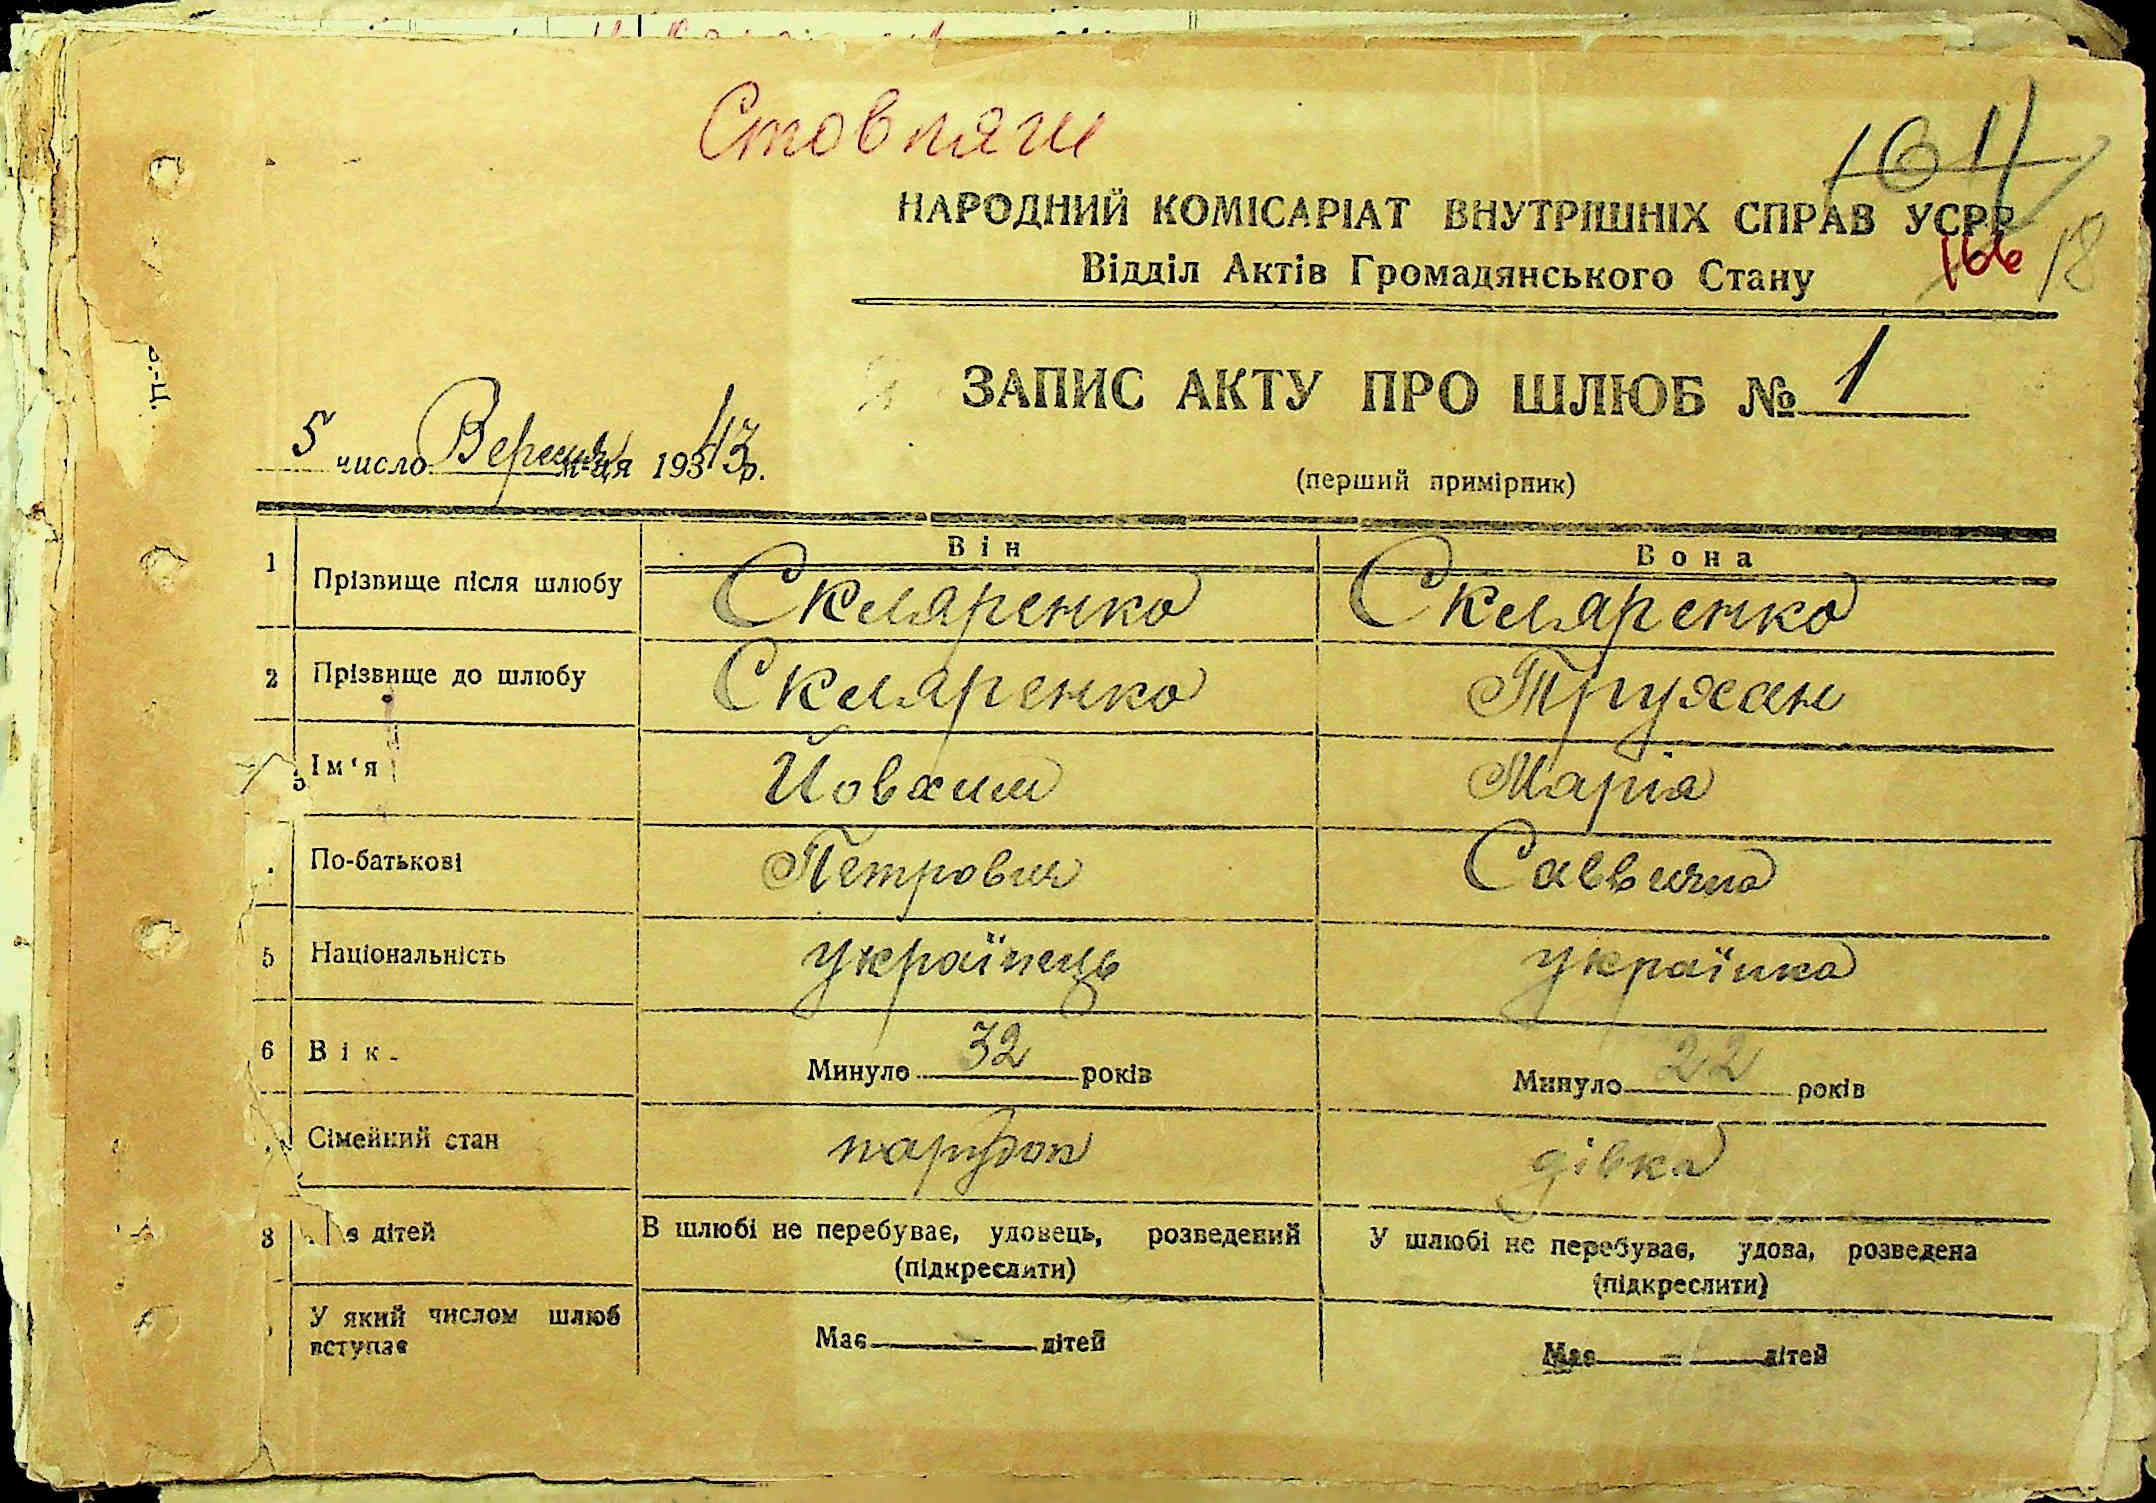 Стовпяги
164
НАРОДНИЙ КОМІСАРІАТ ВНУТРІШНІХ СПРАВ УСРР
166 18
Відділ Актів Громадянського Стану
ЗАПИС АКТУ ПРО ШЛЮБ № 1
5 число Вересня м-ця 1943 р.
(перший примірник)
Він Вона
1 Прізвище після шлюбу Скляренко Скляренко
2 Прізвище до шлюбу Скляренко Трухан
3 Ім'я Йовхим Марія
По-батькові Петрович Саввична
5 Національність українець українка
6 Вік. Минуло 32 років Минуло 22 років
Сімейний стан парубок дівка
8 дітей В шлюбі не перебуває, удовець, розведений У шлюбі не перебуває, удова, розведена
(підкреслити) (підкреслити)
У який числом шлюб вступає Має - дітей Має - дітей